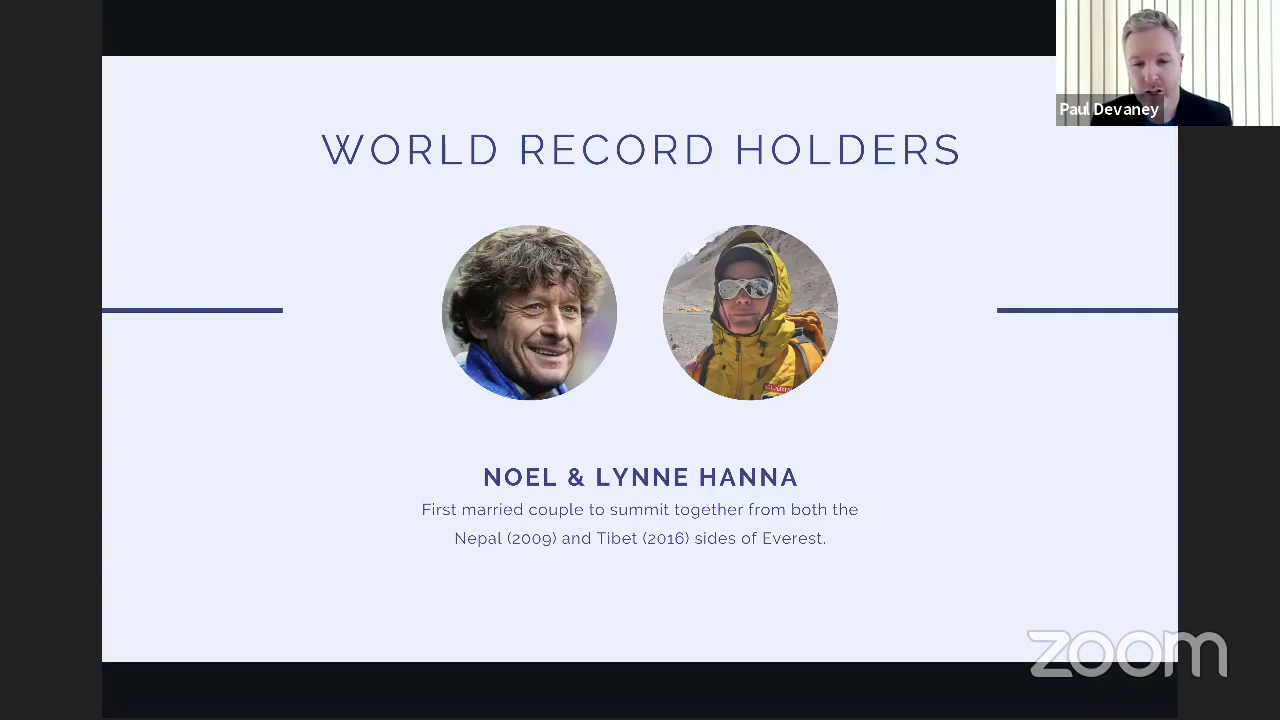 Paul Devaney
WORLD RECORD HOLDERS
NOEL & LYNNE HANNA
First married couple to summit together from both the
Nepal (2009) and Tibet (2016) sides of Everest.
zoom